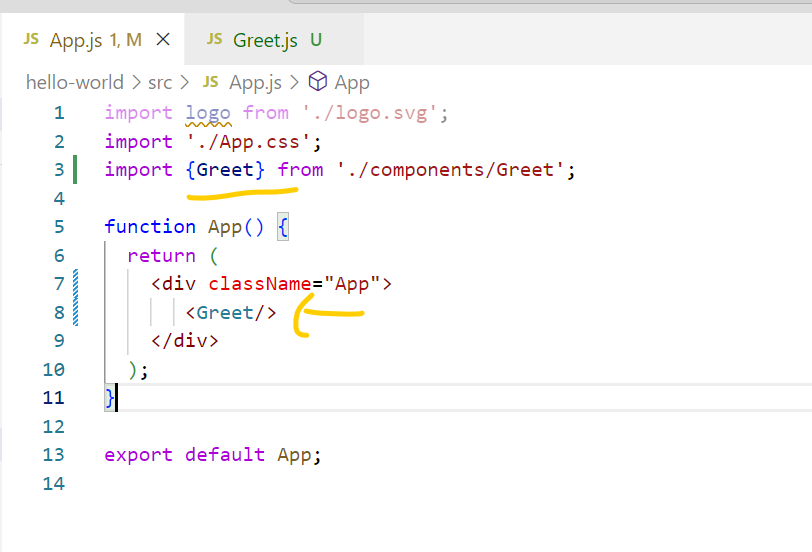 JS App.js 1, M
JS Greet.js U
hello-world > src > JS App.js > App
1 import logo from './logo.svg';
2 import './App.css';
3 import {Greet} from './components/Greet';
4
5 function App() {
6   return (
7     <div className="App">
8        <Greet/>
9     </div>
10   );
11 }
12
13 export default App;
14